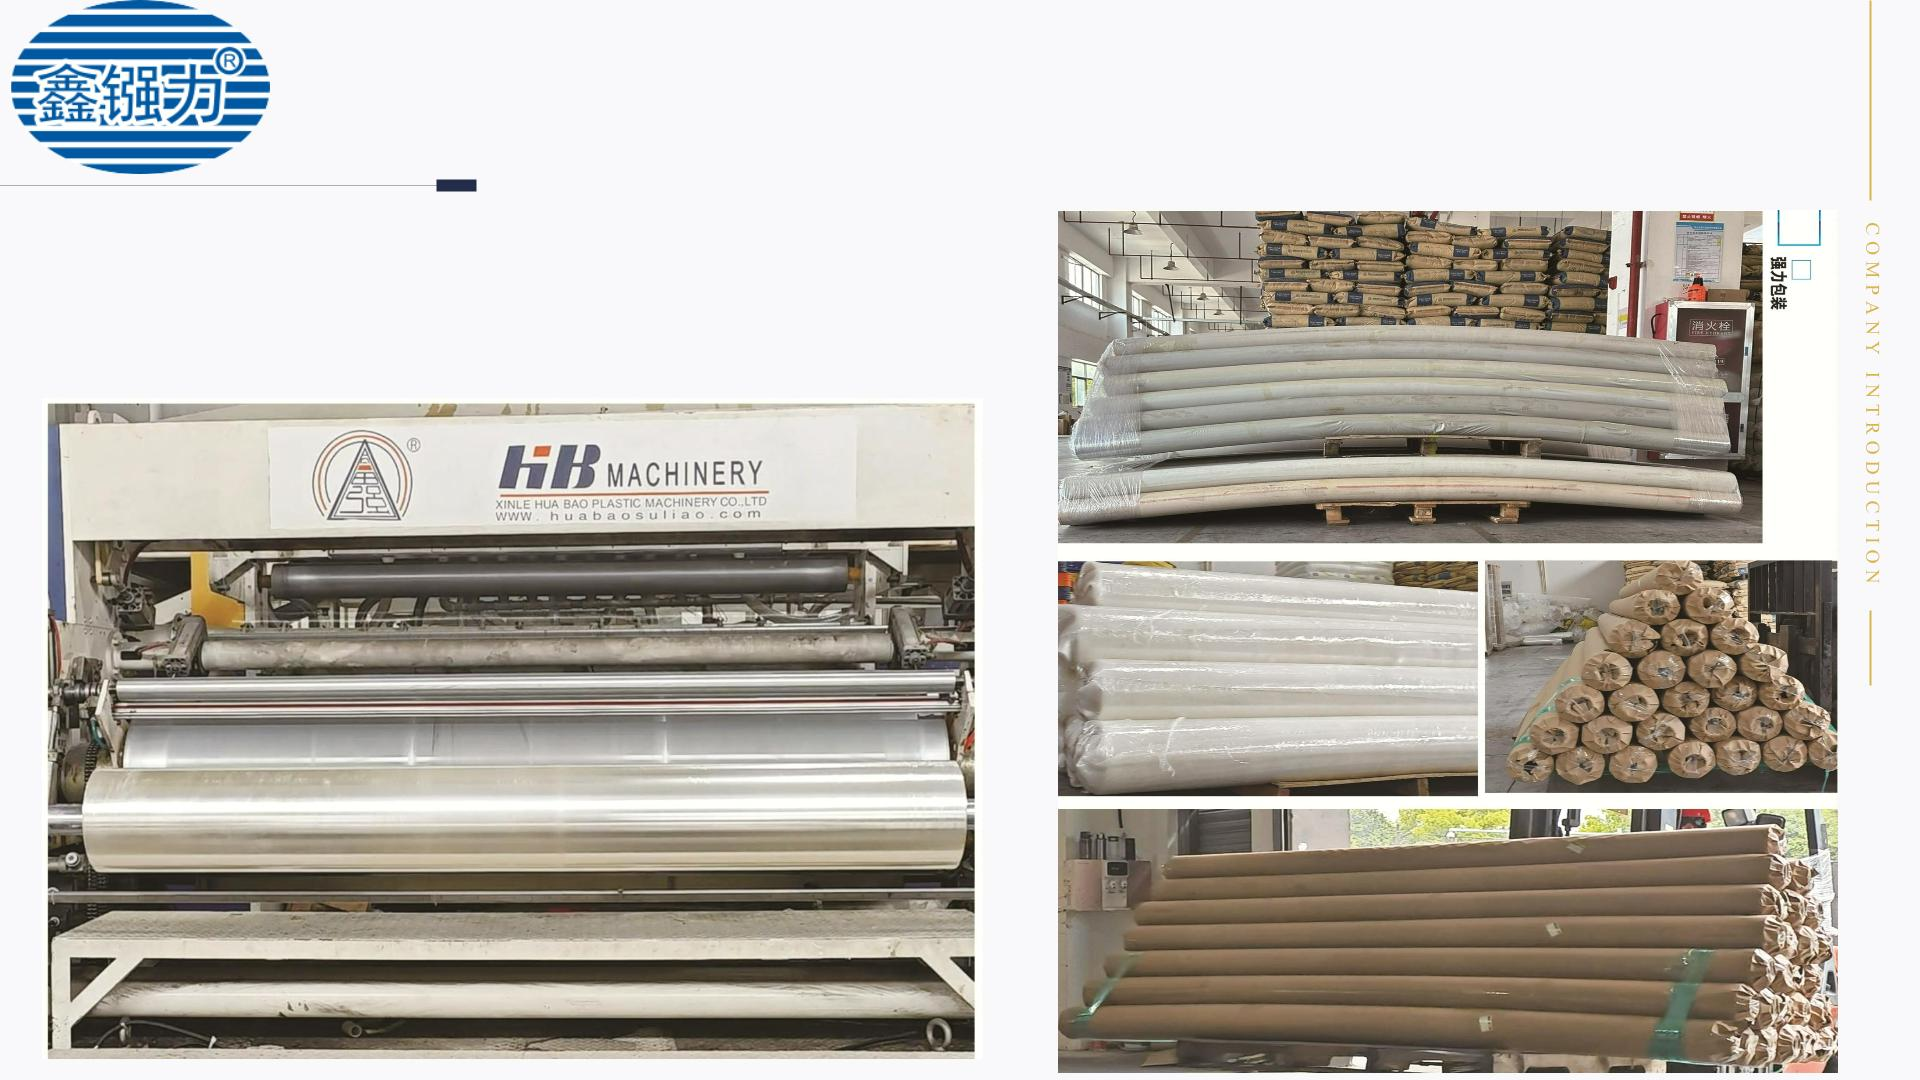 鑫镪力®
®
HB MACHINERY
XINLE HUA BAO PLASTIC MACHINERY CO.,LTD
WWW. huabaosuliao.com
消火栓
强力包装
COMPANY INTRODUCTION